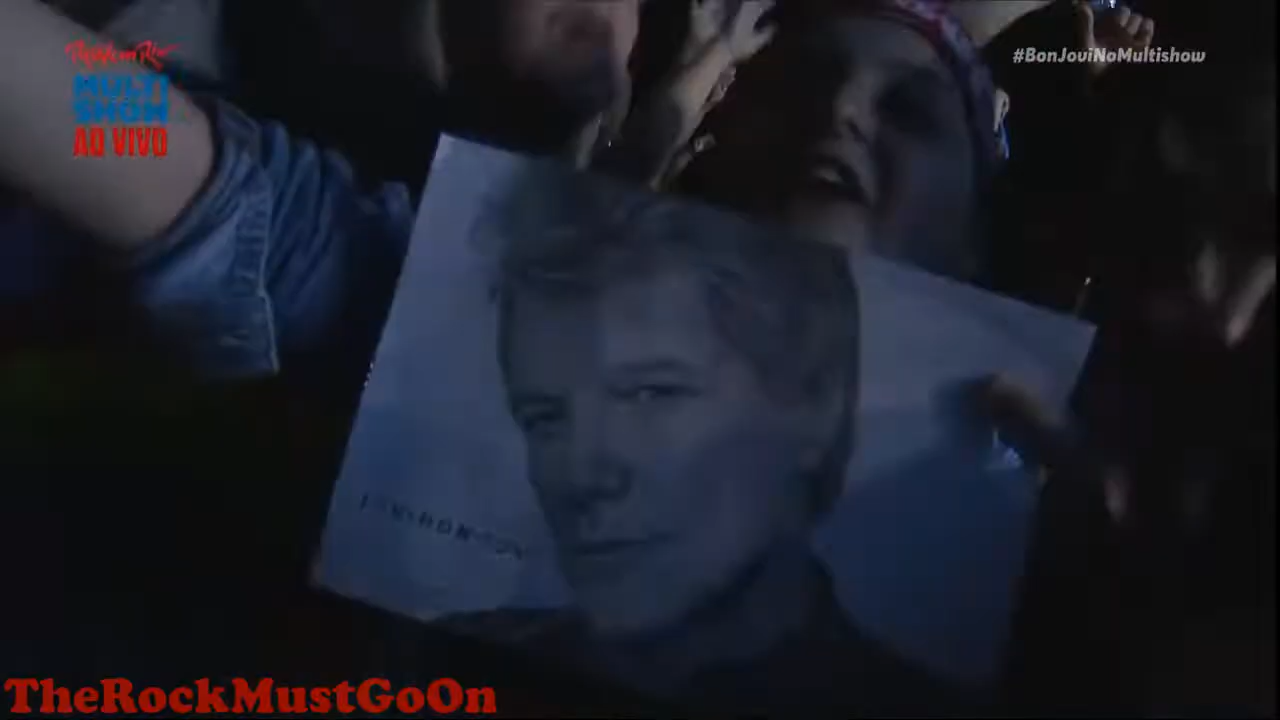 Rock in Rio
MULTI
SHOW
AO VIVO
#BonJoviNoMultishow
TheRockMustGoOn